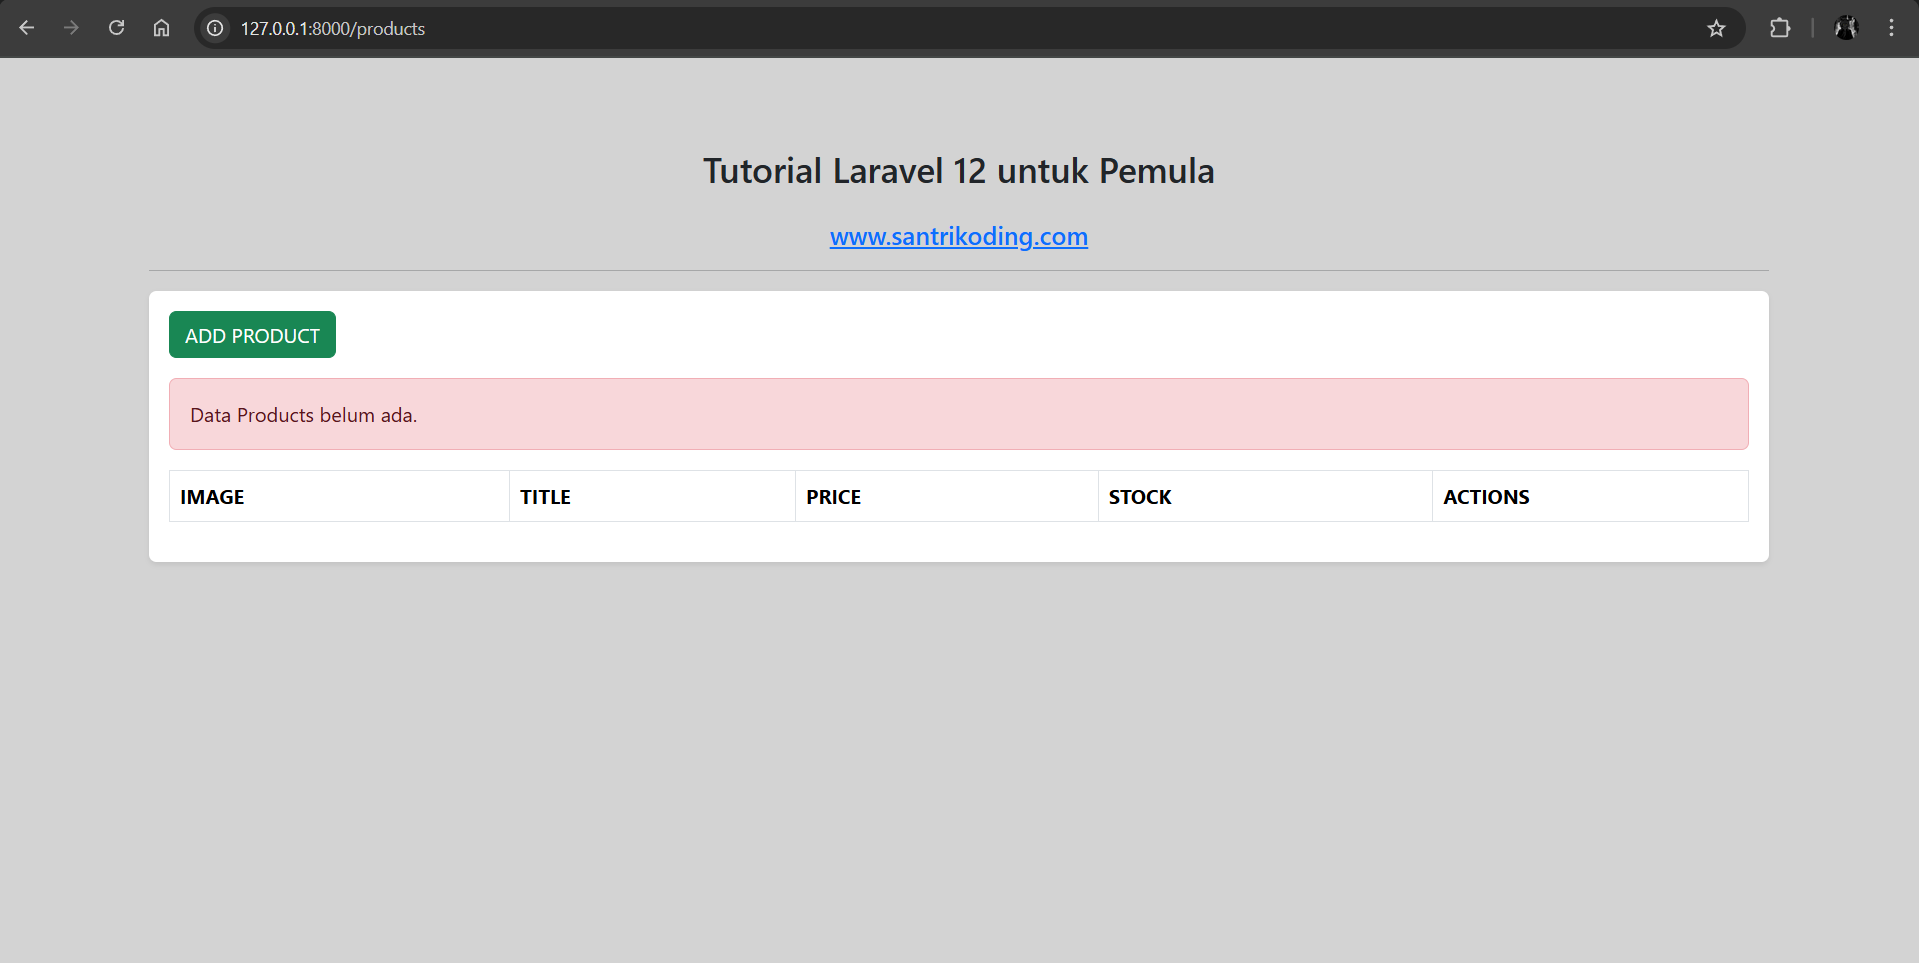 127.0.0.1:8000/products
Tutorial Laravel 12 untuk Pemula
www.santrikoding.com
ADD PRODUCT
Data Products belum ada.
IMAGE TITLE PRICE STOCK ACTIONS